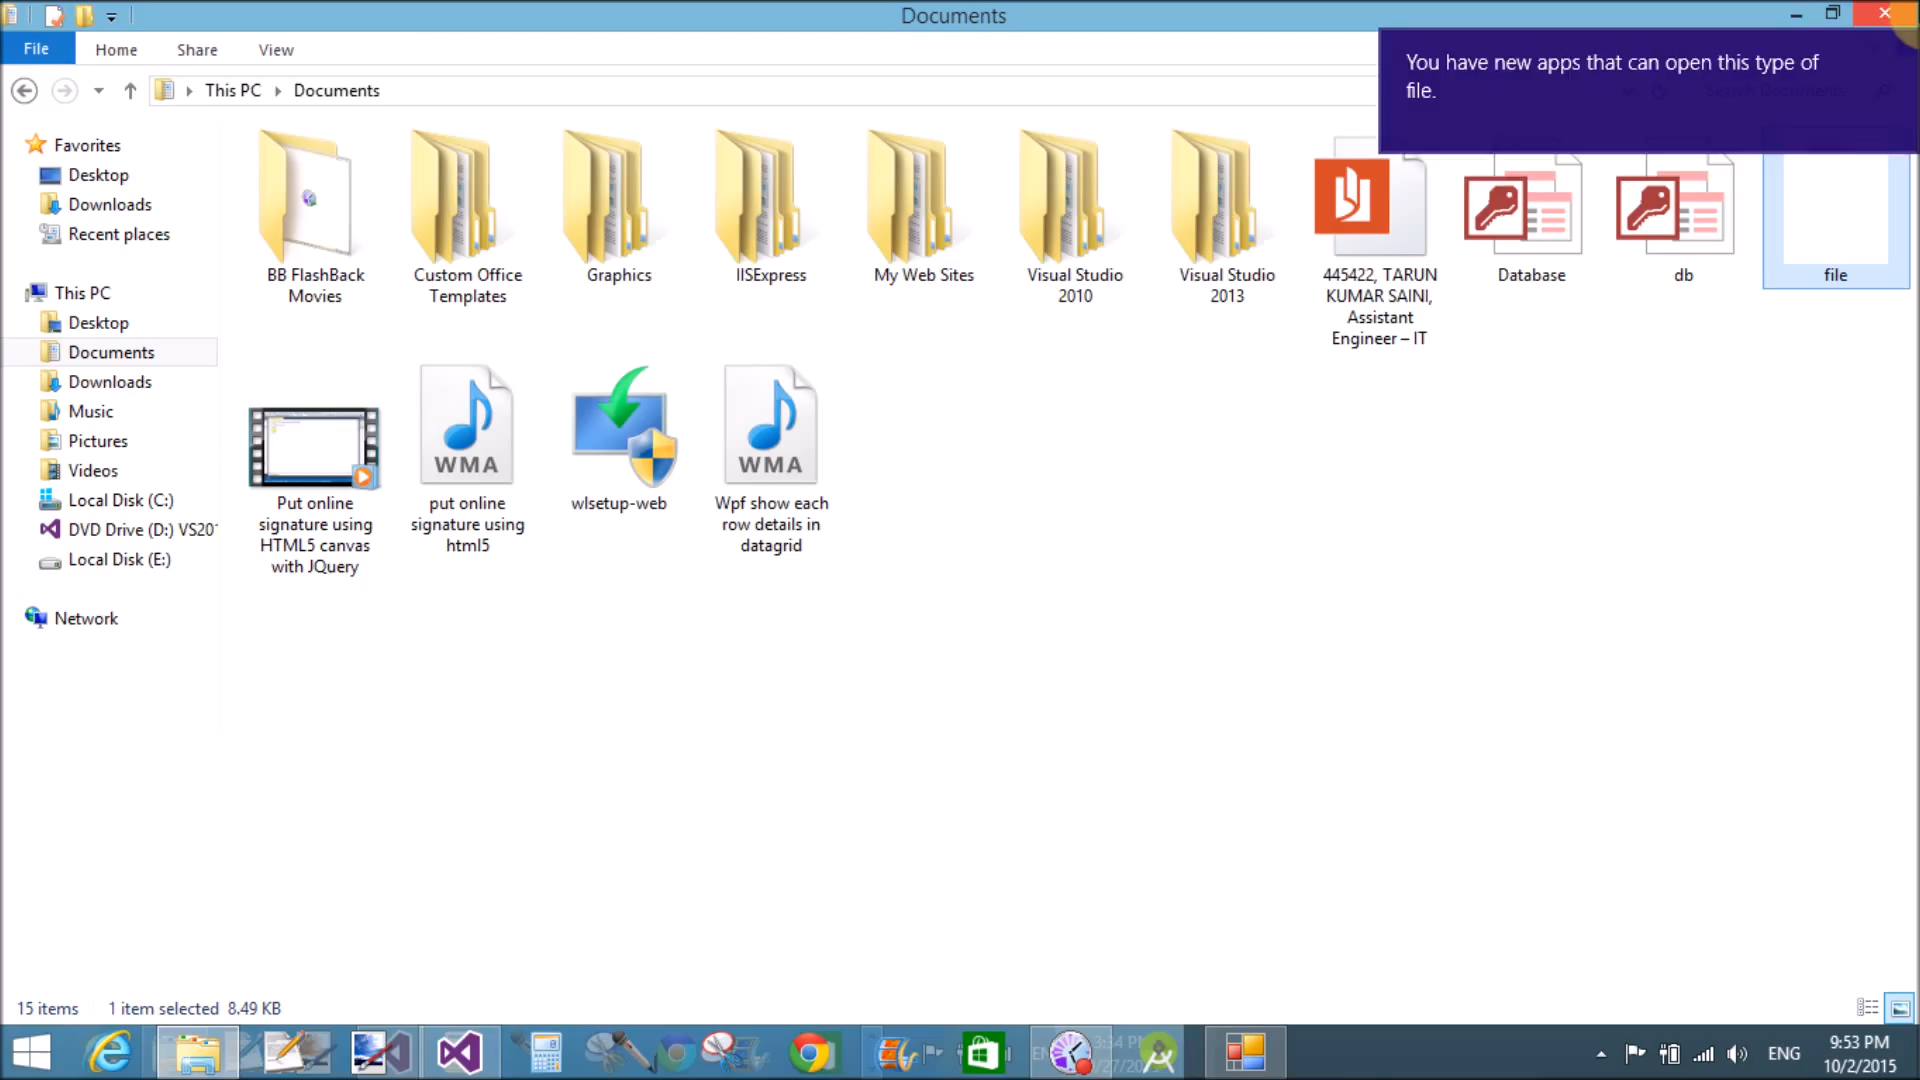 Documents
File
Home
Share
View
This PC
Documents
Search Documents
You have new apps that can open this type of
file.
Favorites
Desktop
Downloads
Recent places
This PC
Desktop
Documents
Downloads
Music
Pictures
Videos
Local Disk (C:)
DVD Drive (D:) VS201
Local Disk (E:)
Network
BB FlashBack
Movies
Custom Office
Templates
Graphics
IISExpress
My Web Sites
Visual Studio
2010
Visual Studio
2013
445422, TARUN
KUMAR SAINI,
Assistant
Engineer – IT
Database
db
file
Put online
signature using
HTML5 canvas
with JQuery
WMA
put online
signature using
html5
wlsetup-web
WMA
Wpf show each
row details in
datagrid
15 items
1 item selected 8.49 KB
ENG
9:53 PM
10/2/2015